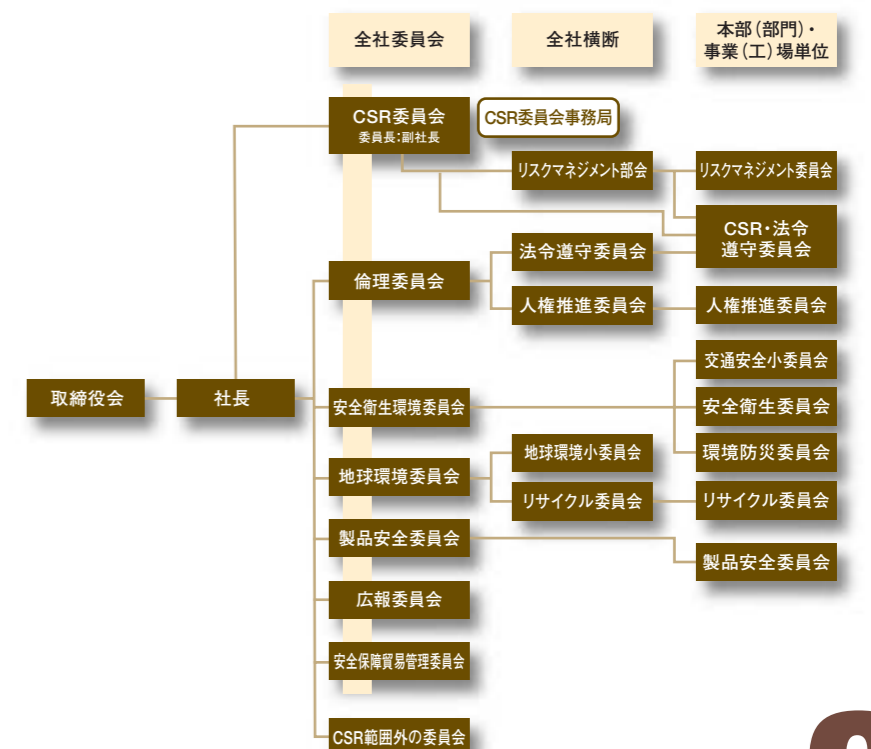 全社委員会
全社横断
本部(部門)・
事業(工)場単位
CSR委員会
委員長:副社長
CSR委員会事務局
リスクマネジメント部会
リスクマネジメント委員会
CSR・法令
遵守委員会
倫理委員会
法令遵守委員会
人権推進委員会
人権推進委員会
取締役会
社長
安全衛生環境委員会
交通安全小委員会
安全衛生委員会
環境防災委員会
地球環境委員会
地球環境小委員会
リサイクル委員会
リサイクル委員会
製品安全委員会
製品安全委員会
広報委員会
安全保障貿易管理委員会
CSR範囲外の委員会